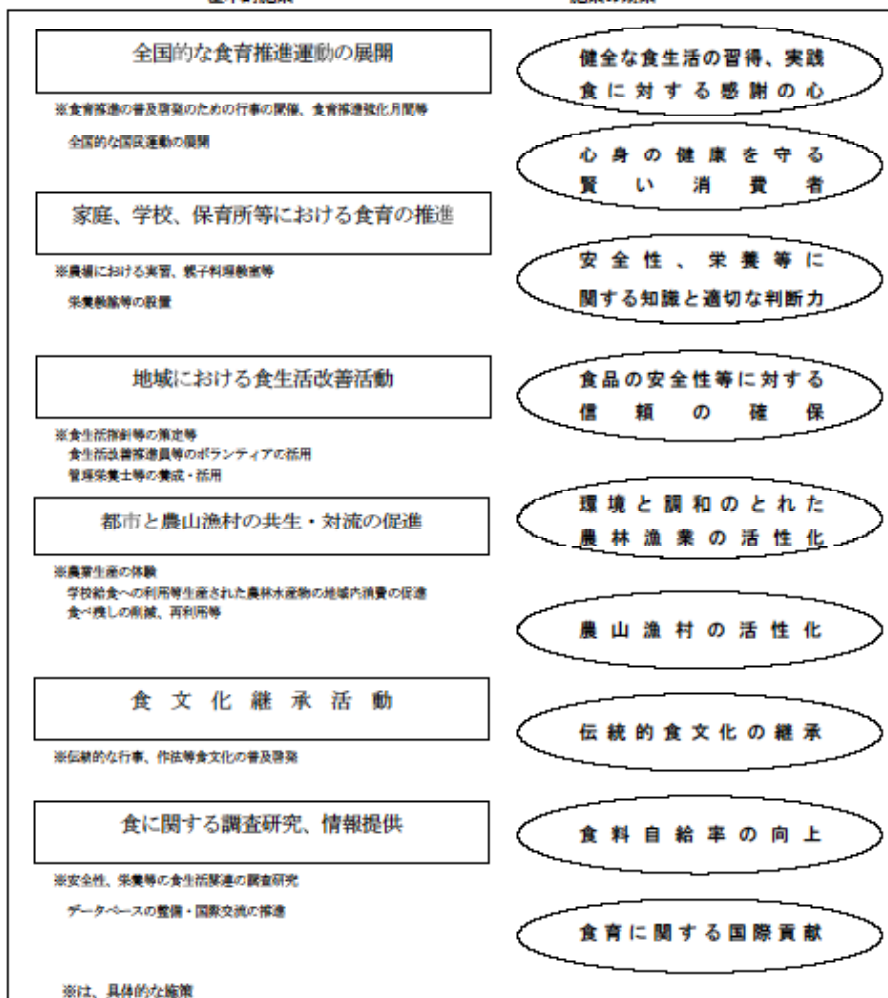 全国的な食育推進運動の展開
※食育推進の普及啓発のための行事の開催、食育推進強化月間等
全国的な国民運動の展開
家庭、学校、保育所等における食育の推進
※農場における実習、親子料理教室等
栄養教諭等の設置
地域における食生活改善活動
※食生活指針等の策定等
食生活改善推進員等のボランティアの活用
管理栄養士等の養成・活用
都市と農山漁村の共生・対流の促進
※農業生産の体験
学校給食への利用等生産された農林水産物の地域内消費の促進
食べ残しの削減、再利用等
食文化継承活動
※伝統的な行事、作法等食文化の普及啓発
食に関する調査研究、情報提供
※安全性、栄養等の食生活関連の調査研究
データベースの整備・国際交流の推進
※は、具体的な施策
健全な食生活の習得、実践
食に対する感謝の心
心身の健康を守る
賢い消費者
安全性、栄養等に
関する知識と適切な判断力
食品の安全性等に対する
信頼の確保
環境と調和のとれた
農林漁業の活性化
農山漁村の活性化
伝統的食文化の継承
食料自給率の向上
食育に関する国際貢献